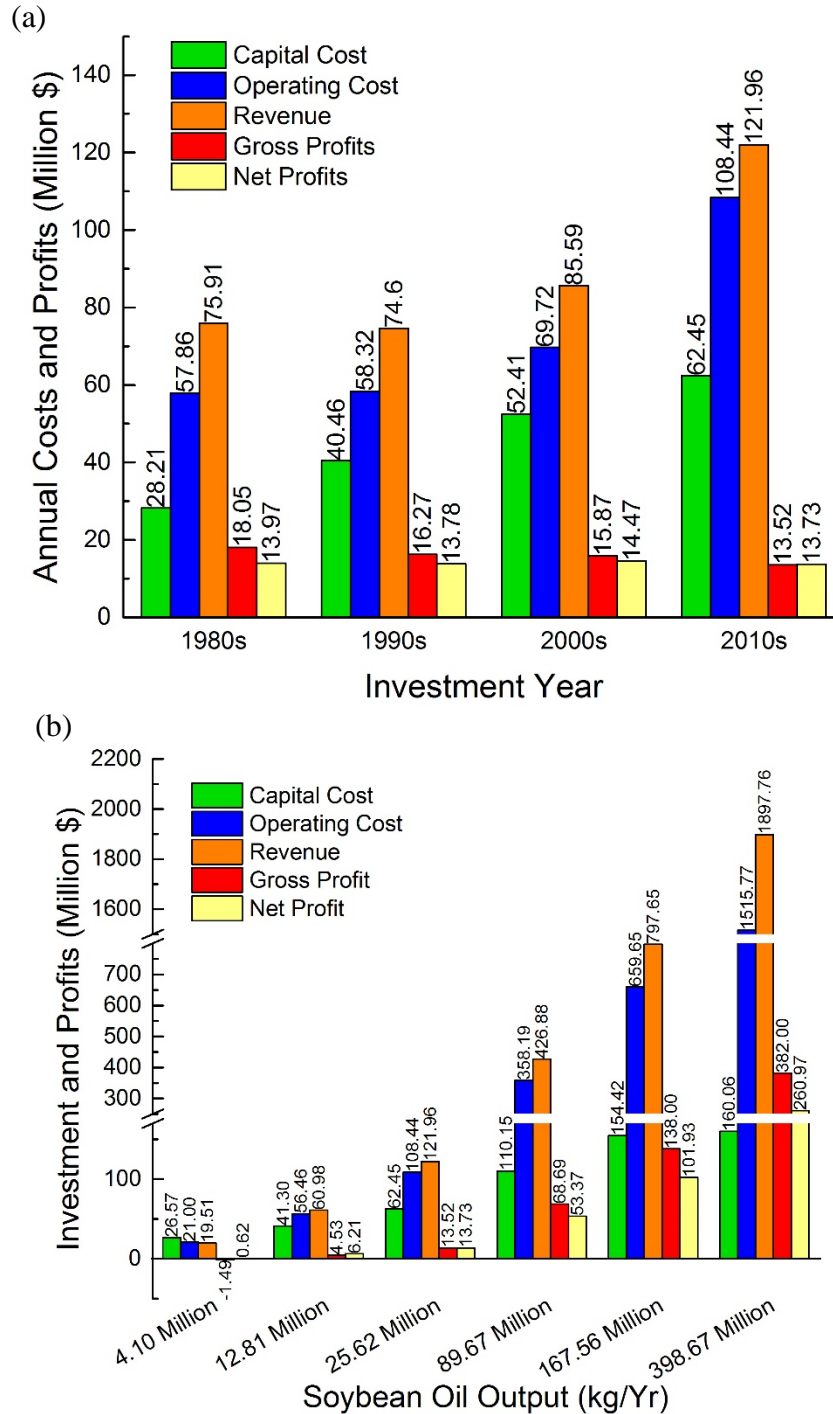 (a)
Capital Cost
Operating Cost
Revenue
Gross Profits
Net Profits
Annual Costs and Profits (Million $)
140
120
100
80
60
40
20
0
28.21
57.86
75.91
18.05
13.97
40.46
58.32
74.6
16.27
13.78
52.41
69.72
85.59
15.87
14.47
62.45
108.44
121.96
13.52
13.73
1980s
1990s
2000s
2010s
Investment Year
(b)
Capital Cost
Operating Cost
Revenue
Gross Profit
Net Profit
Investment and Profits (Million $)
2200
2000
1800
1600
700
600
500
400
300
100
0
26.57
21.00
19.51
-1.49
0.62
41.30
56.46
60.98
4.53
6.21
62.45
108.44
121.96
13.52
13.73
110.15
358.19
426.88
68.69
53.37
154.42
659.65
797.65
138.00
101.93
160.06
1515.77
1897.76
382.00
260.97
4.10 Million
12.81 Million
25.62 Million
89.67 Million
167.56 Million
398.67 Million
Soybean Oil Output (kg/Yr)